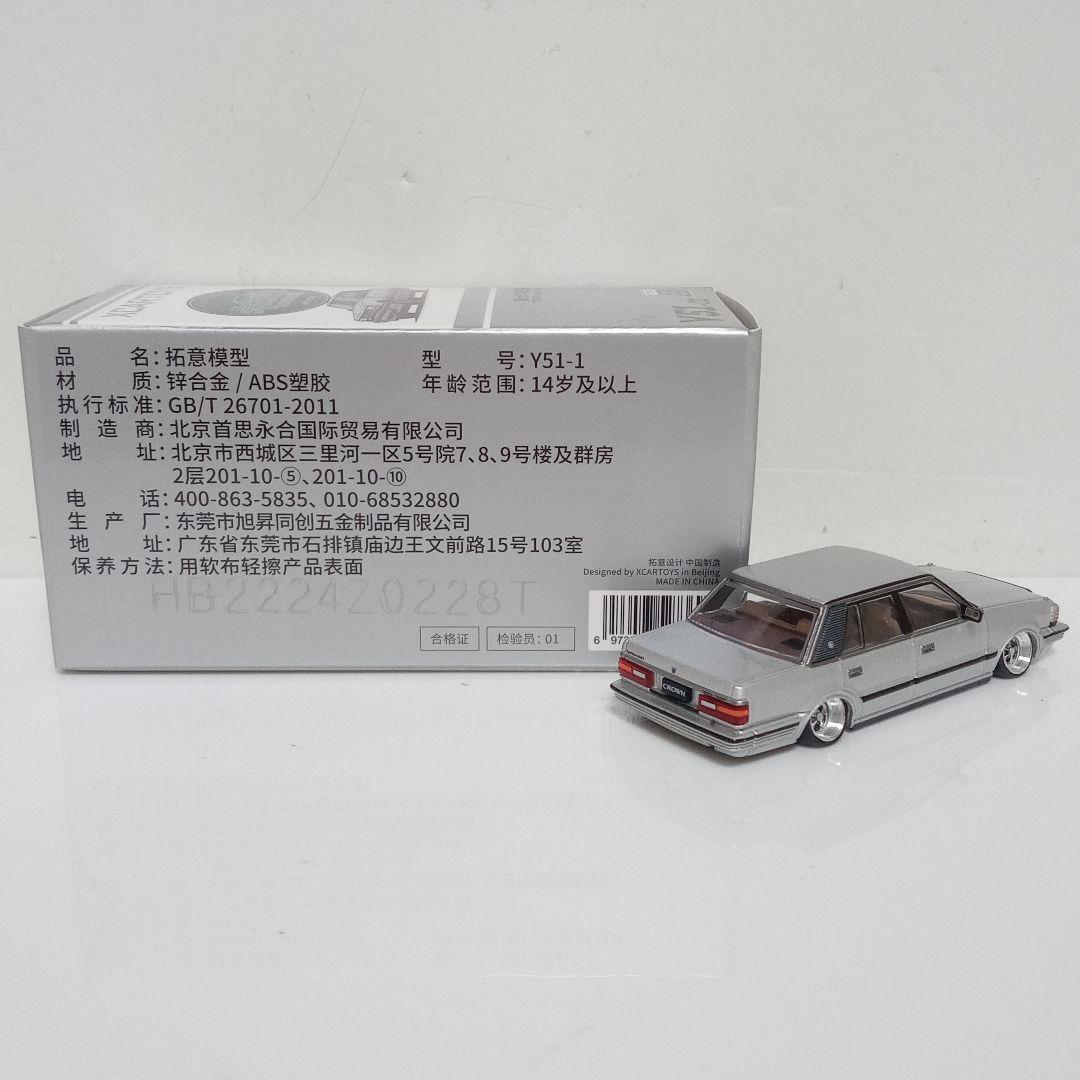 品 名：拓意模型 型 号：Y51-1
材 质：锌合金 / ABS塑胶 年龄范围：14岁及以上
执行标准：GB/T 26701-2011
制造商：北京首思永合国际贸易有限公司
地 址：北京市西城区三里河一区5号院7、8、9号楼及群房
2层201-10-⑤、201-10-⑩
电 话：400-863-5835、010-68532880
生产厂：东莞市旭昇同创五金制品有限公司
地 址：广东省东莞市石排镇庙边王文前路15号103室
保养方法：用软布轻擦产品表面
拓意设计 中国制造
Designed by XCARTOYS in Beijing
MADE IN CHINA
HB2224Z0228T
合格证 检验员：01
6 972
CROWN